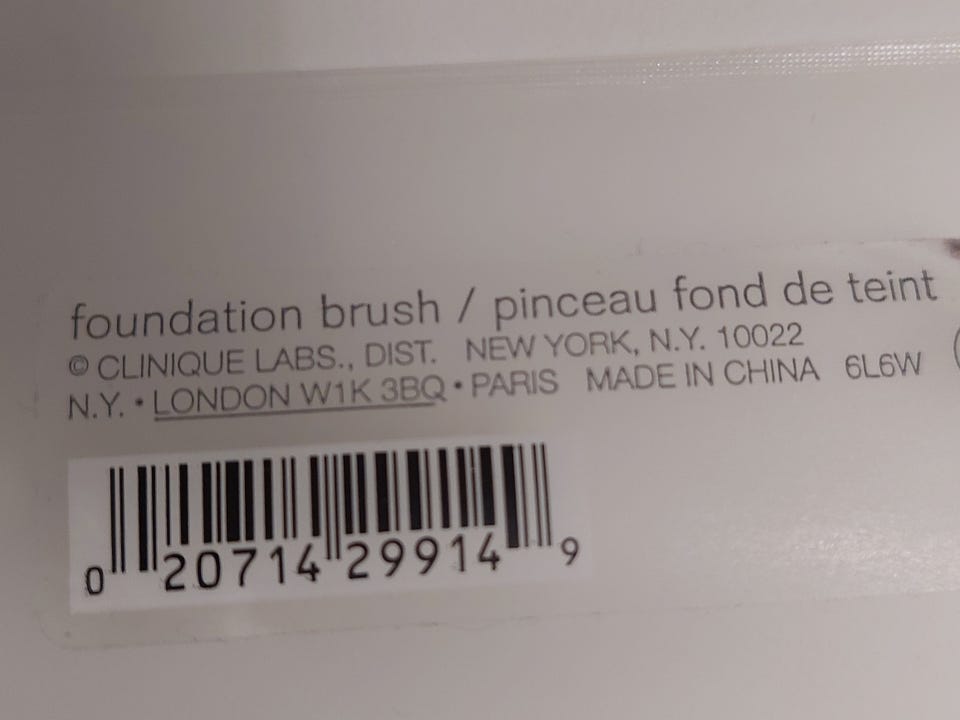 foundation brush / pinceau fond de teint
© CLINIQUE LABS., DIST. NEW YORK, N.Y. 10022
N.Y. • LONDON W1K 3BQ • PARIS MADE IN CHINA 6L6W
0 20714 29914 9